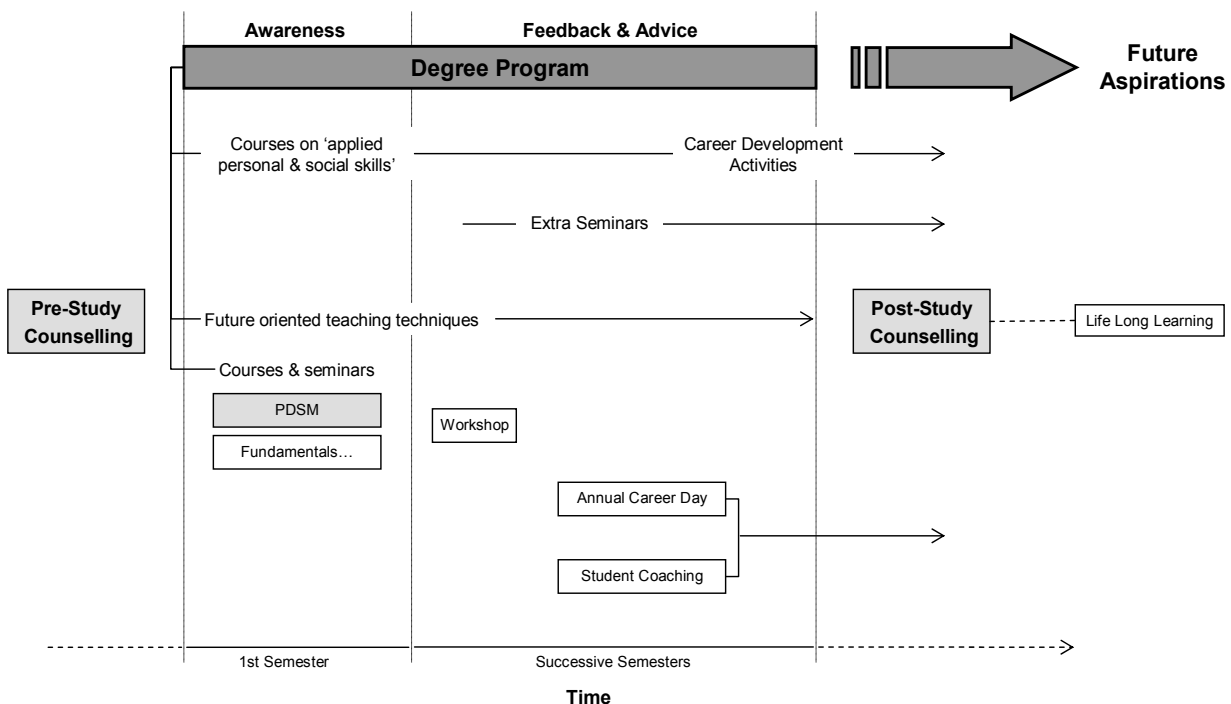 Awareness
Feedback & Advice
Degree Program
Future
Aspirations
Courses on ‘applied
personal & social skills’
Career Development
Activities
Extra Seminars
Pre-Study
Counselling
Future oriented teaching techniques
Post-Study
Counselling
Life Long Learning
Courses & seminars
PDSM
Workshop
Fundamentals…
Annual Career Day
Student Coaching
1st Semester
Successive Semesters
Time